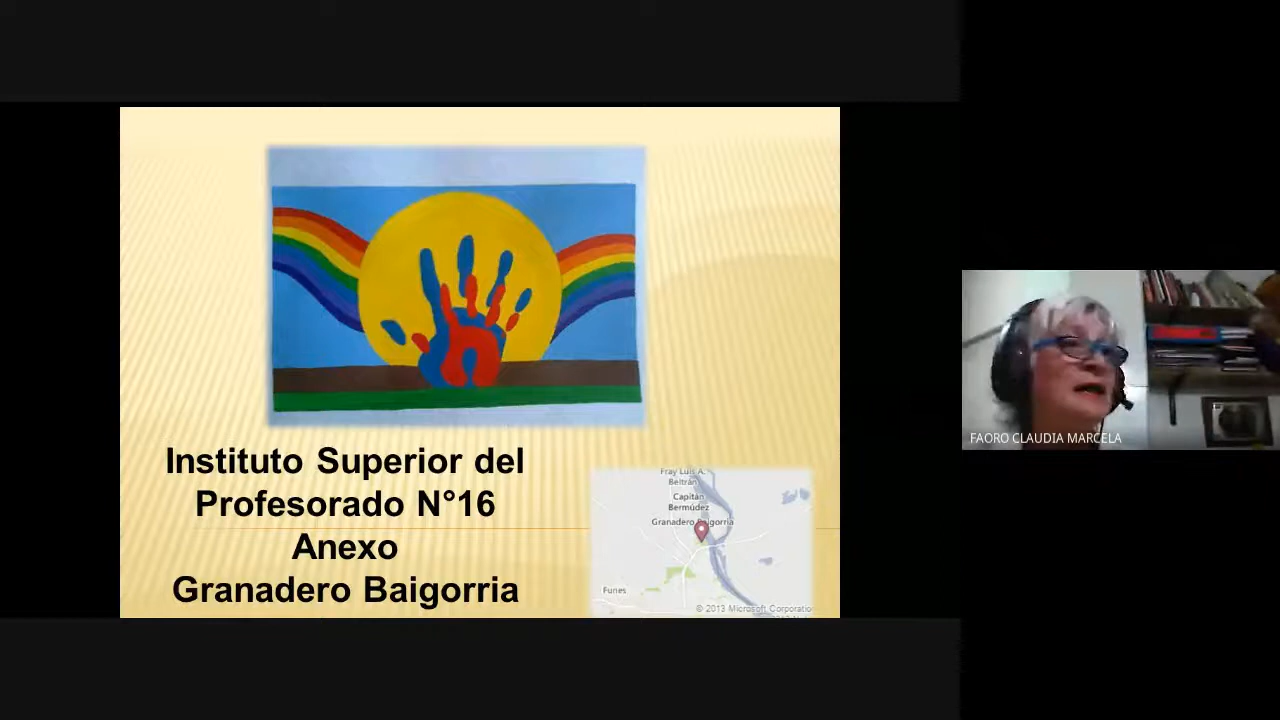 Instituto Superior del
Profesorado N°16
Anexo
Granadero Baigorria
Fray Luis A.
Beltrán
Capitán
Bermúdez
Granadero Baigorria
Funes
© 2013 Microsoft Corporatio
FAORO CLAUDIA MARCELA